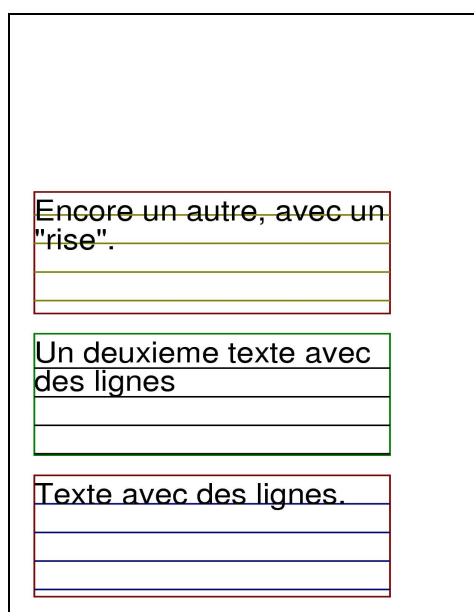 Encore un autre, avec un
"rise".
Un deuxieme texte avec
des lignes
Texte avec des lignes.